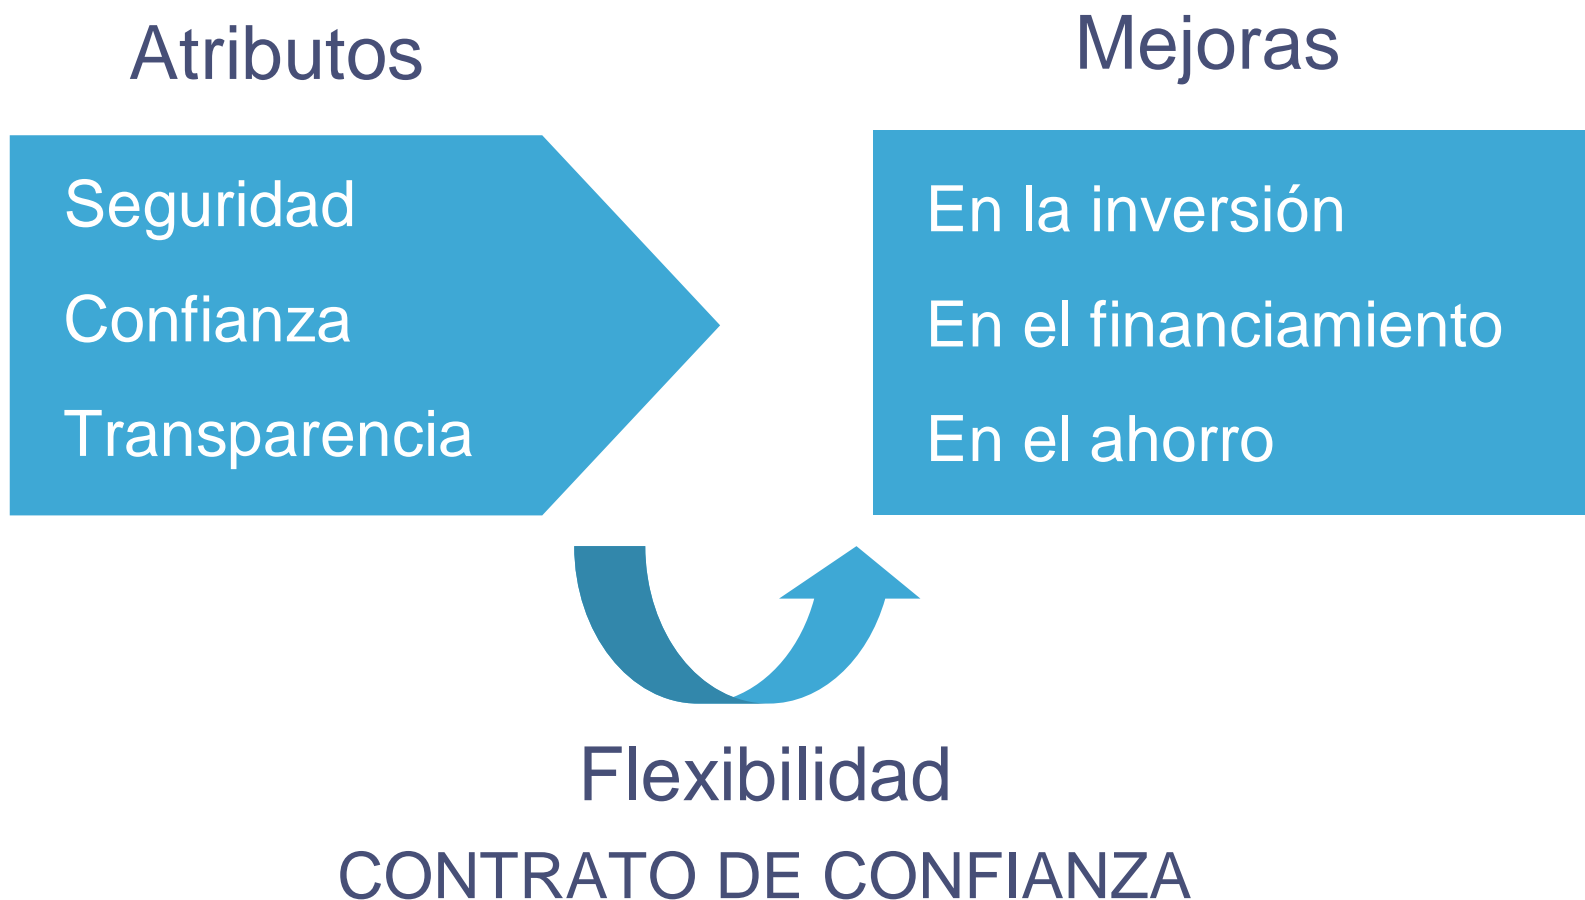 Atributos
Seguridad
Confianza
Transparencia
Mejoras
En la inversión
En el financiamiento
En el ahorro
Flexibilidad
CONTRATO DE CONFIANZA